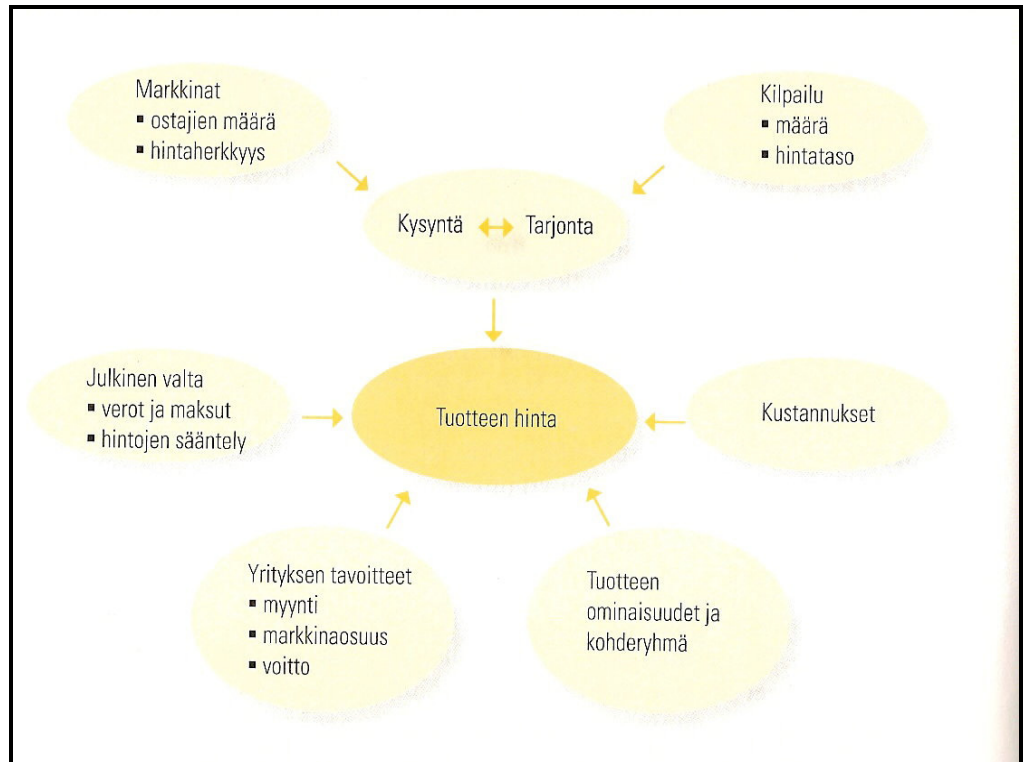 Markkinat
▪ ostajien määrä
▪ hintaherkkyys
Kilpailu
▪ määrä
▪ hintataso
Kysyntä ↔ Tarjonta
Julkinen valta
▪ verot ja maksut
▪ hintojen sääntely
Tuotteen hinta
Kustannukset
Yrityksen tavoitteet
▪ myynti
▪ markkinaosuus
▪ voitto
Tuotteen
ominaisuudet ja
kohderyhmä